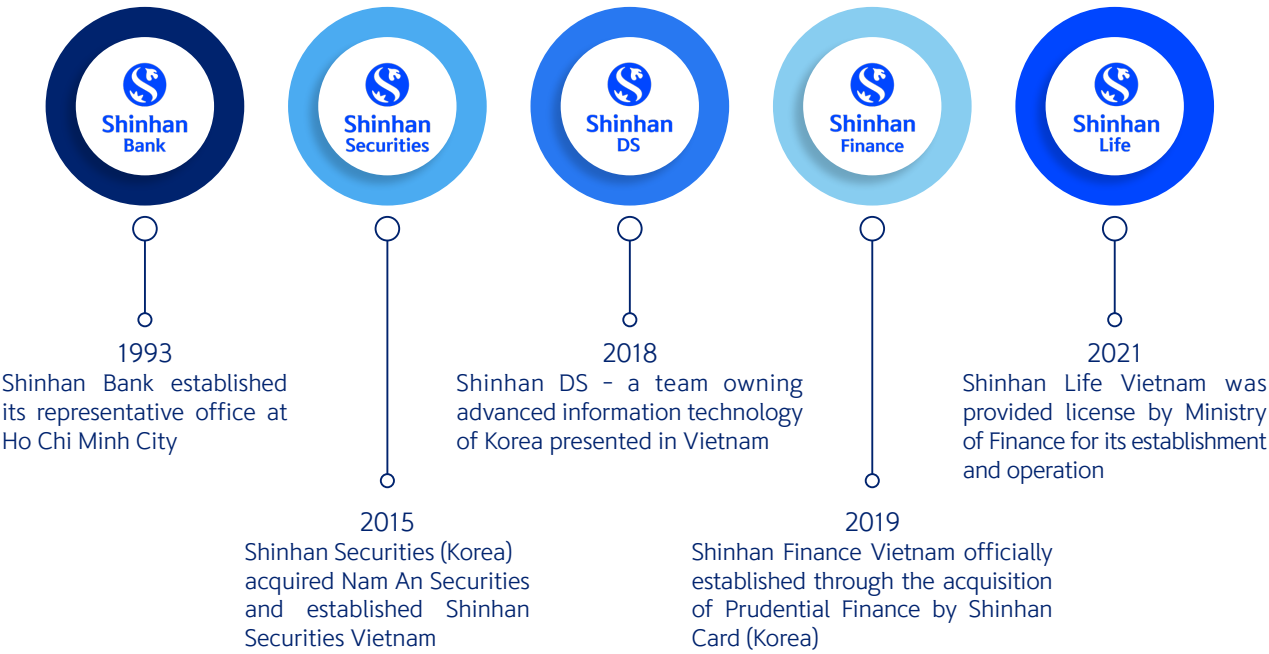 Shinhan
Bank
Shinhan
Securities
Shinhan
DS
Shinhan
Finance
Shinhan
Life
1993
Shinhan Bank established
its representative office at
Ho Chi Minh City
2015
Shinhan Securities (Korea)
acquired Nam An Securities
and established Shinhan
Securities Vietnam
2018
Shinhan DS – a team owning
advanced information technology
of Korea presented in Vietnam
2019
Shinhan Finance Vietnam officially
established through the acquisition
of Prudential Finance by Shinhan
Card (Korea)
2021
Shinhan Life Vietnam was
provided license by Ministry
of Finance for its establishment
and operation